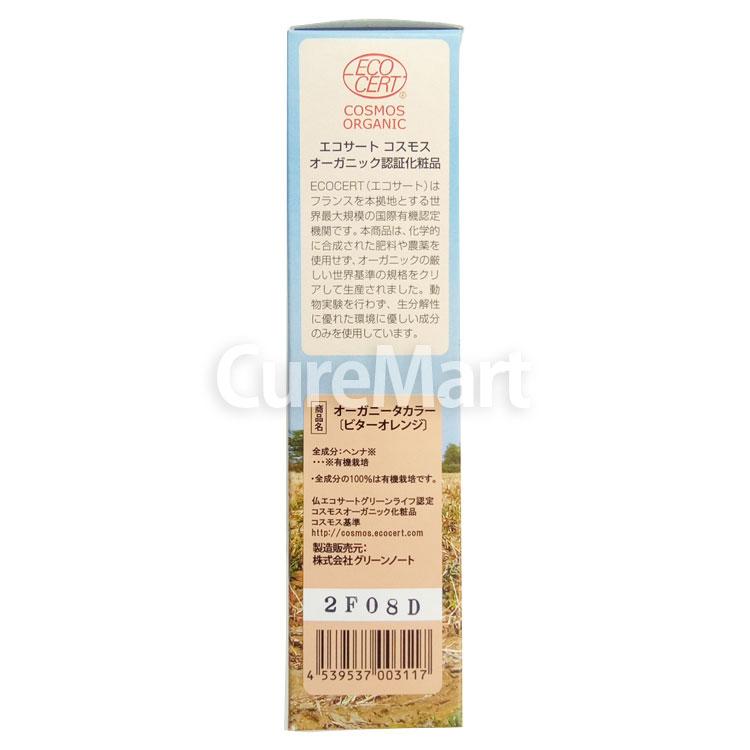 ECO
CERT
®
COSMOS
ORGANIC
エコサート コスモス
オーガニック認証化粧品
ECOCERT（エコサート）は
フランスを本拠地とする世
界最大規模の国際有機認定
機関です。本商品は、化学的
に合成された肥料や農薬を
使用せず、オーガニックの厳
しい世界基準の規格をクリ
アして生産されました。動
物実験を行わず、生分解性
に優れた環境に優しい成分
のみを使用しています。
CureMart
商品名 オーガニータカラー
〔ビターオレンジ〕
全成分：ヘンナ※
…※有機栽培
・全成分の100%は有機栽培です。
仏エコサートグリーンライフ認定
コスモスオーガニック化粧品
コスモス基準
http://cosmos.ecocert.com
製造販売元：
株式会社グリーンノート
2F08D
4 539537 003117